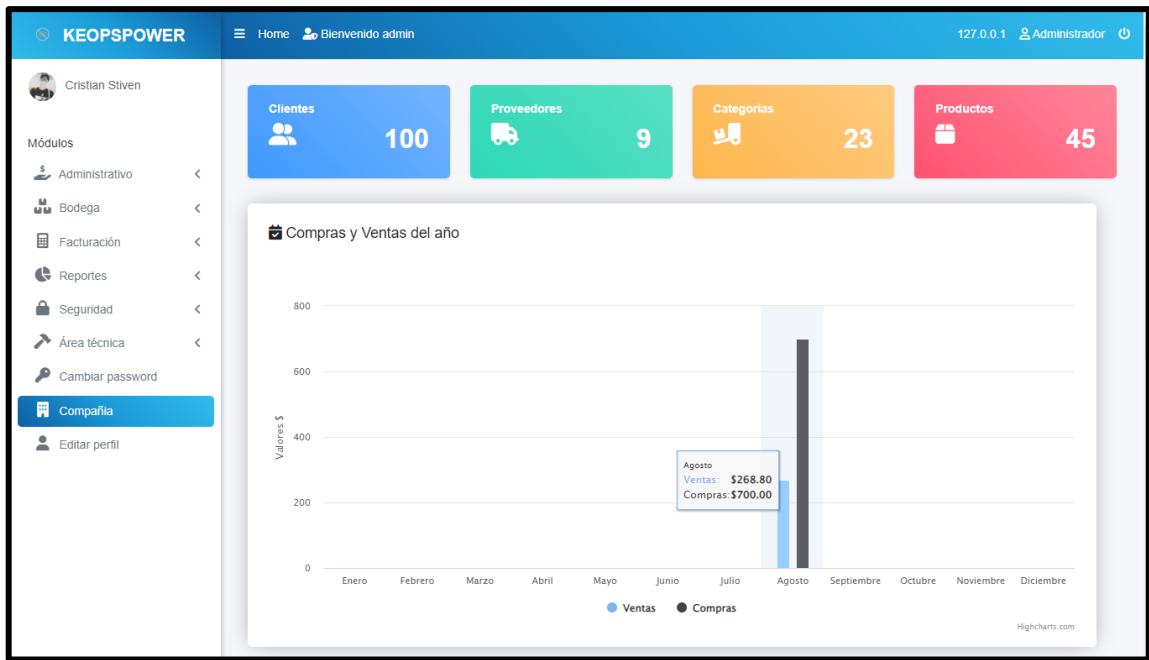 KEOPSPOWER
Home Bienvenido admin 127.0.0.1 Administrador
Cristian Stiven
Módulos
Administrativo
Bodega
Facturación
Reportes
Seguridad
Área técnica
Cambiar password
Compañia
Editar perfil
Clientes
100
Proveedores
9
Categorias
23
Productos
45
Compras y Ventas del año
Valores $
800
600
400
200
0
Agosto
Ventas: $268.80
Compras: $700.00
Enero Febrero Marzo Abril Mayo Junio Julio Agosto Septiembre Octubre Noviembre Diciembre
Ventas Compras
Highcharts.com